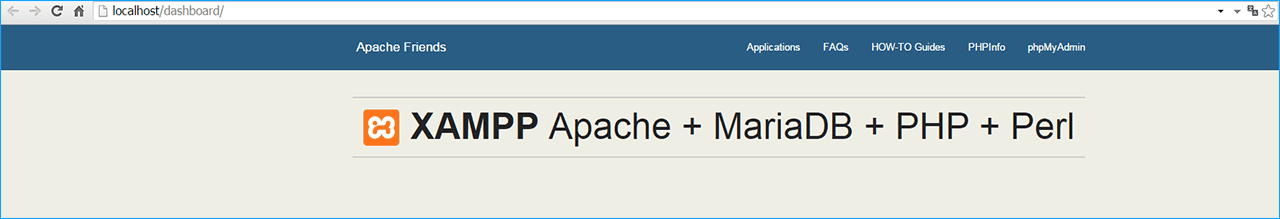 localhost/dashboard/
Apache Friends Applications FAQs HOW-TO Guides PHPInfo phpMyAdmin
XAMPP Apache + MariaDB + PHP + Perl